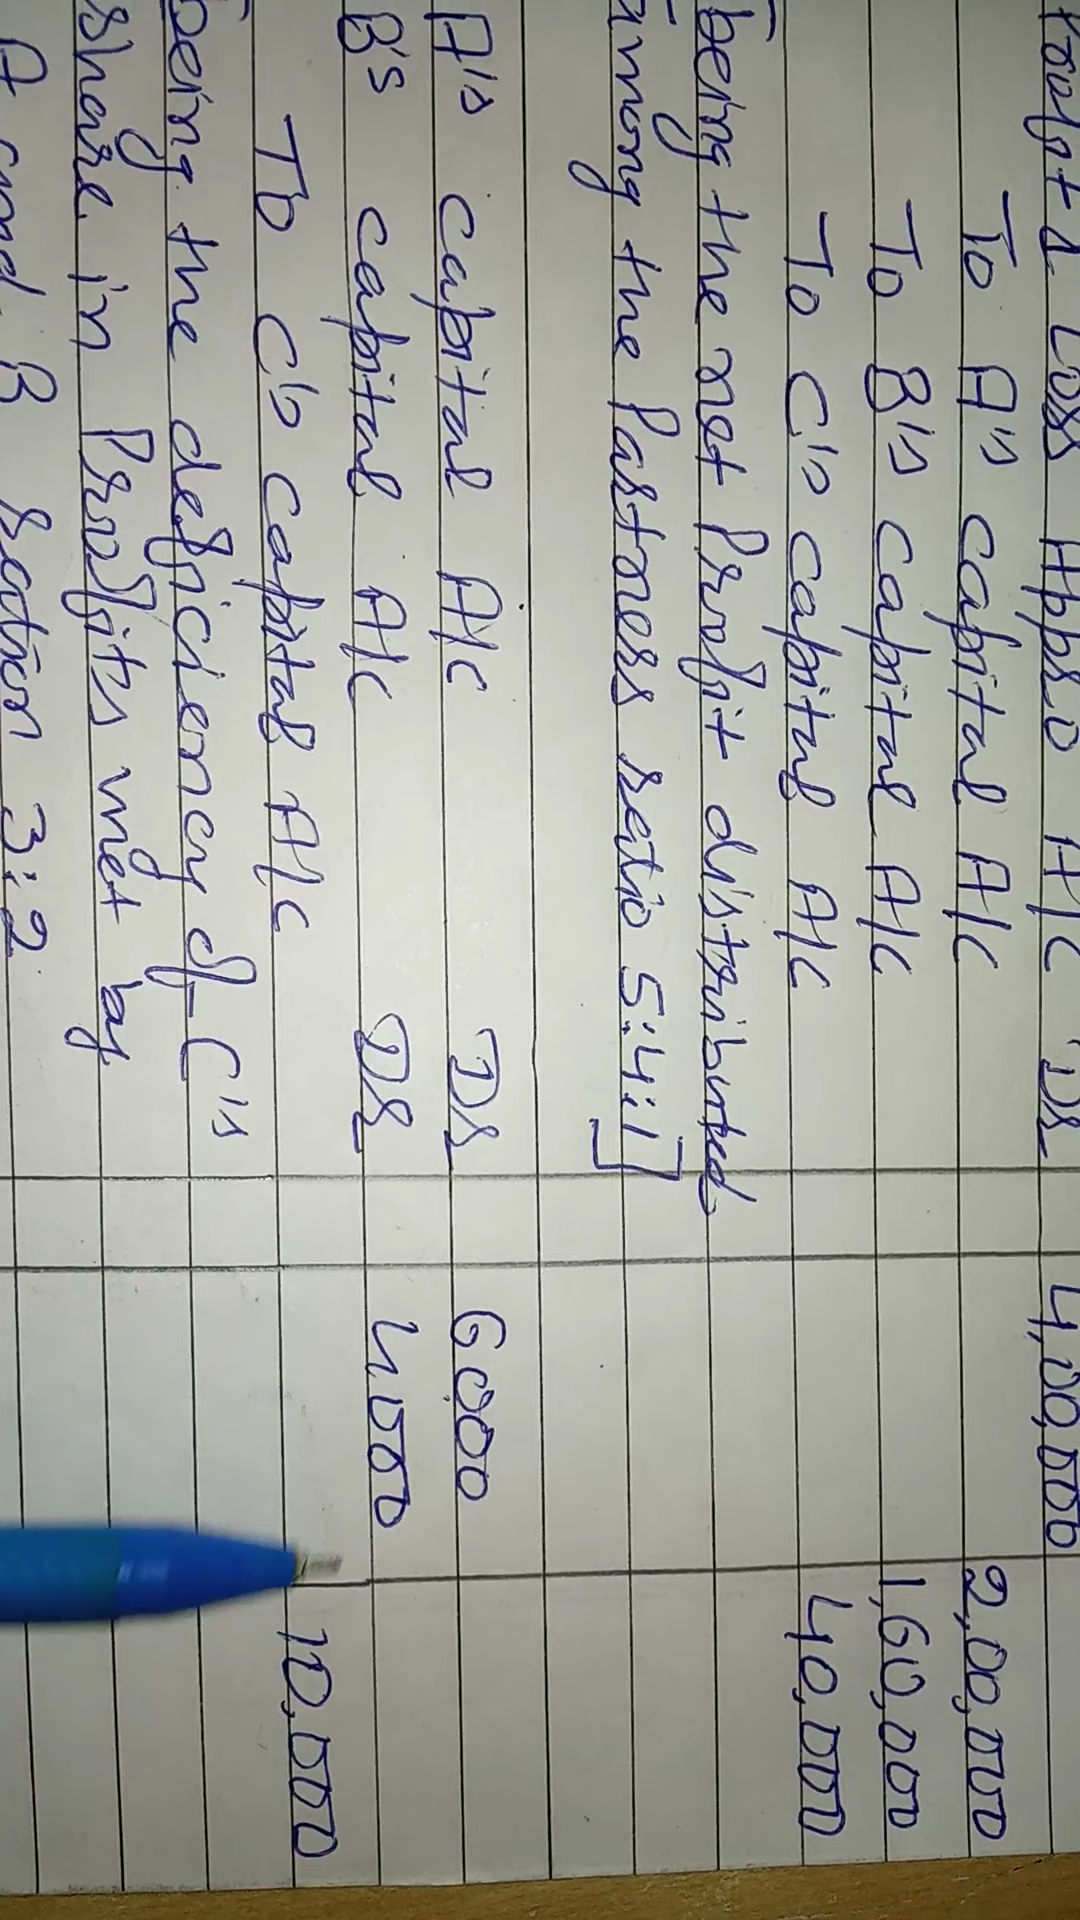 Profit & Loss Appro A/C Dr 4,00,000
To A's capital A/C 2,00,000
To B's capital A/C 1,60,000
To C's capital A/C 40,000
[being the net Profit distributed
among the Partners ratio 5:4:1]
A's capital A/C Dr 6000
B's capital A/C Dr 4000
To C's capital A/C 10,000
[being the deficiency of C's
share in Profits met by
A and B ration 3:2